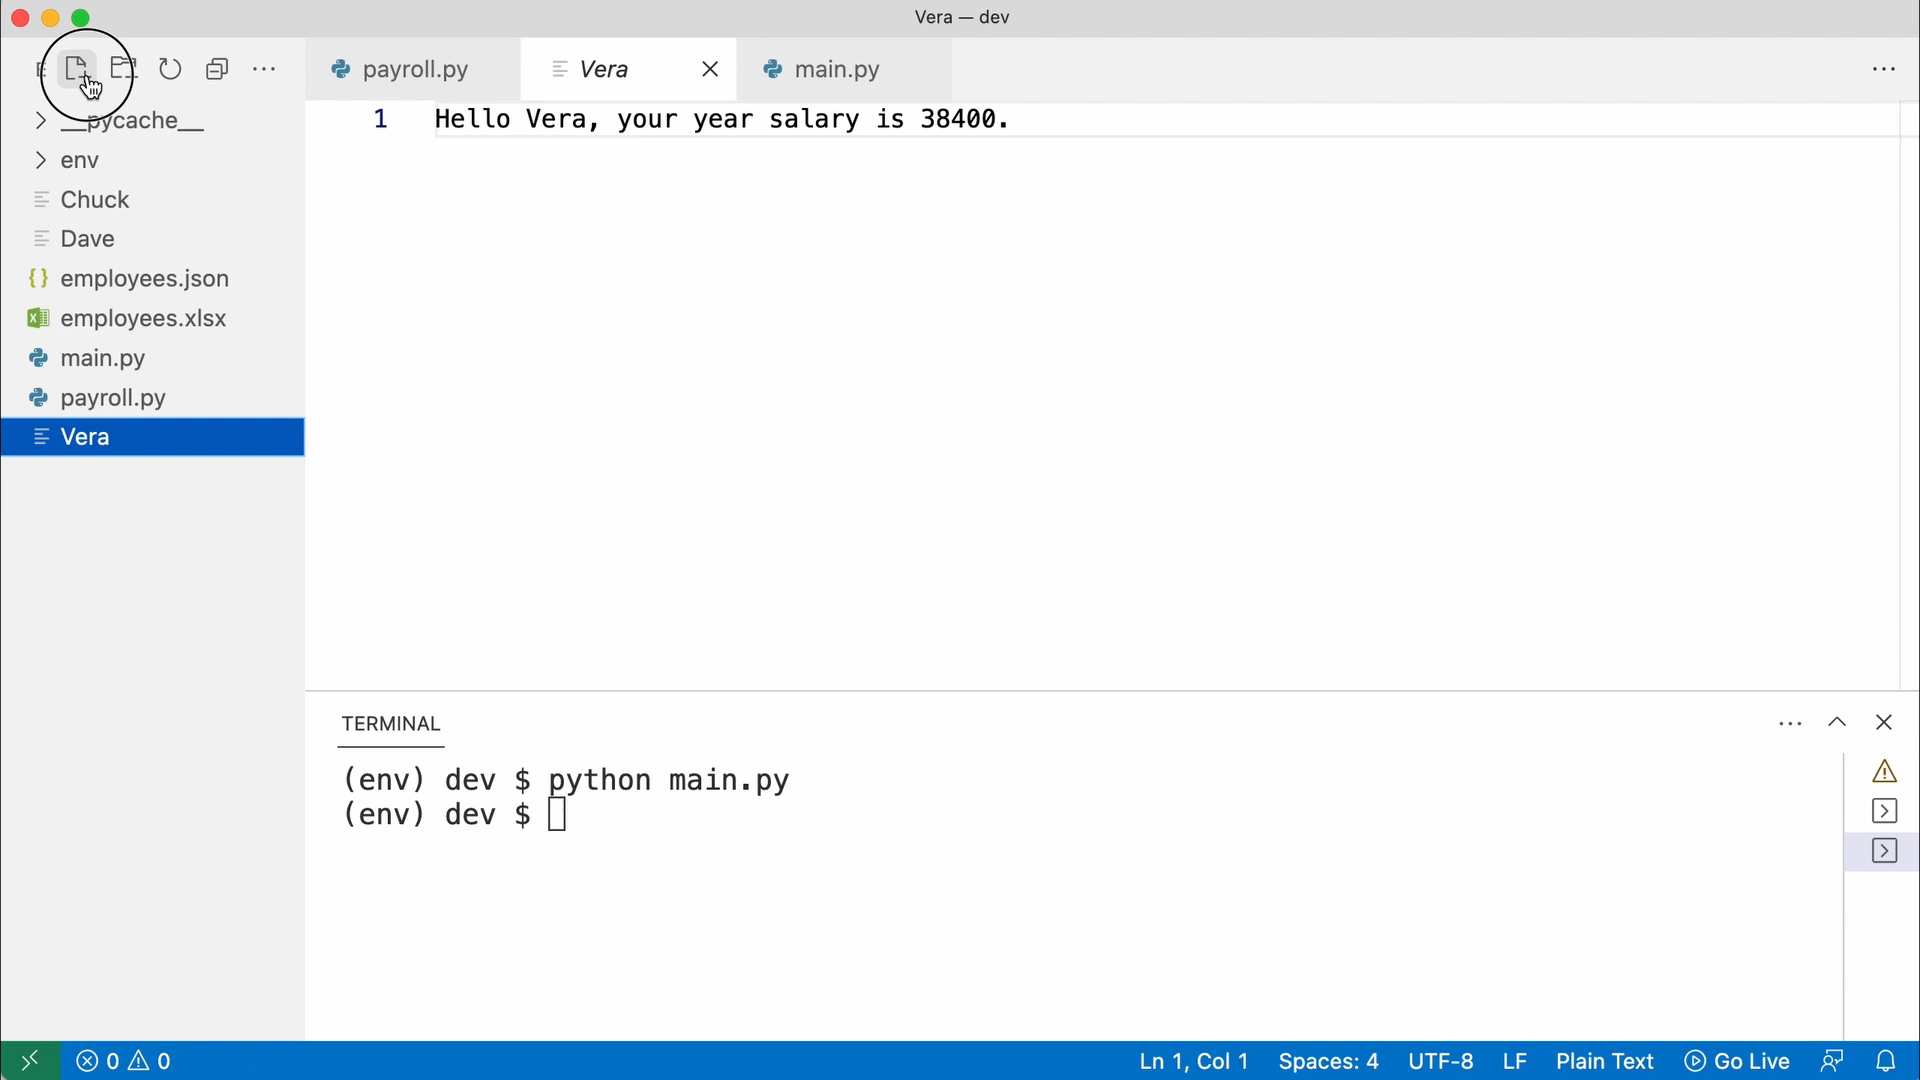 Vera — dev
payroll.py
Vera
main.py
__pycache__
env
Chuck
Dave
employees.json
employees.xlsx
main.py
payroll.py
Vera
1 Hello Vera, your year salary is 38400.
TERMINAL
(env) dev $ python main.py
(env) dev $
0 0 Ln 1, Col 1 Spaces: 4 UTF-8 LF Plain Text Go Live